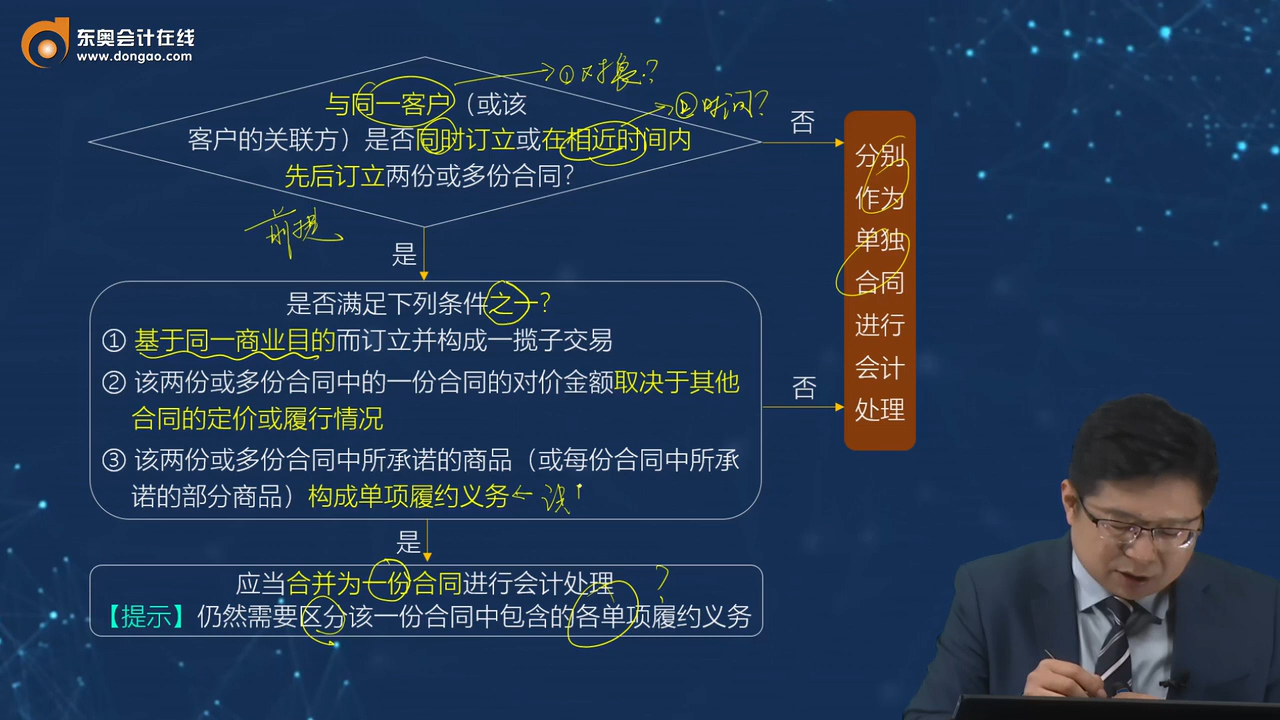 东奥会计在线
www.dongao.com
与同一客户（或该
客户的关联方）是否同时订立或在相近时间内
先后订立两份或多份合同？
→①对象？
→②时间？
否
分别
作为
单独
合同
进行
会计
处理
前提
是
是否满足下列条件之一？
① 基于同一商业目的而订立并构成一揽子交易
② 该两份或多份合同中的一份合同的对价金额取决于其他
合同的定价或履行情况
否
③ 该两份或多份合同中所承诺的商品（或每份合同中所承
诺的部分商品）构成单项履约义务←
是
应当合并为一份合同进行会计处理 ？
【提示】仍然需要区分该一份合同中包含的各单项履约义务